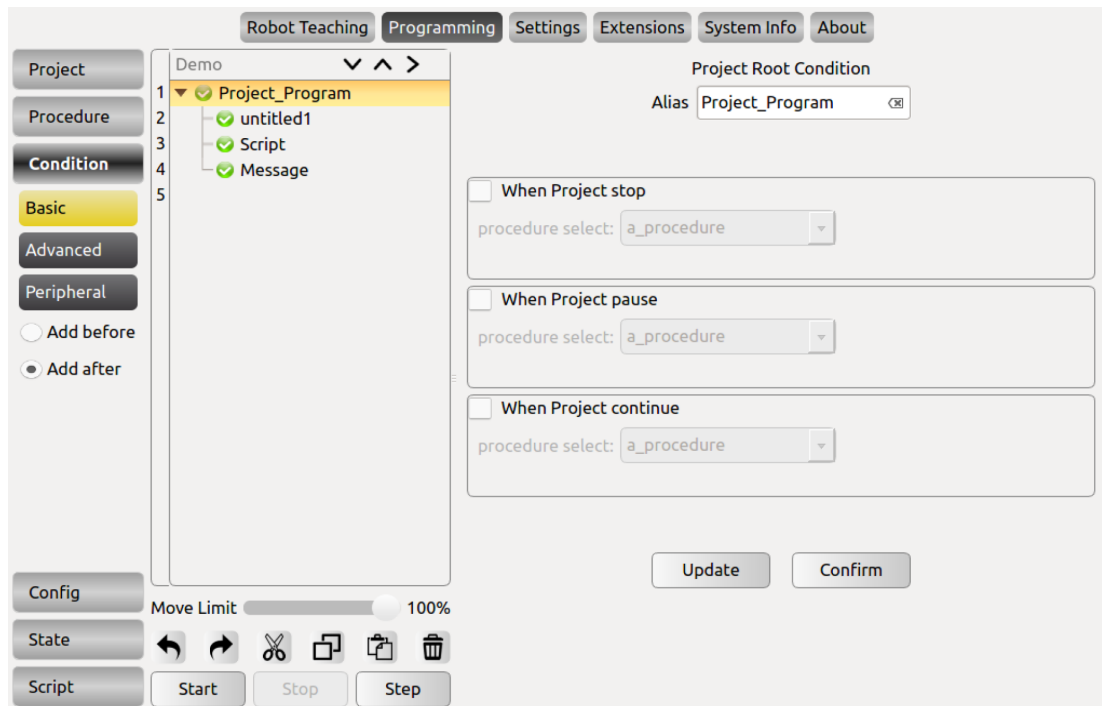 Robot Teaching Programming Settings Extensions System Info About
Project
Procedure
Condition
Basic
Advanced
Peripheral
Add before
Add after
Config
State
Script
Demo
1 Project_Program
2 untitled1
3 Script
4 Message
5
Move Limit 100%
Start Stop Step
Project Root Condition
Alias Project_Program
When Project stop
procedure select: a_procedure
When Project pause
procedure select: a_procedure
When Project continue
procedure select: a_procedure
Update Confirm